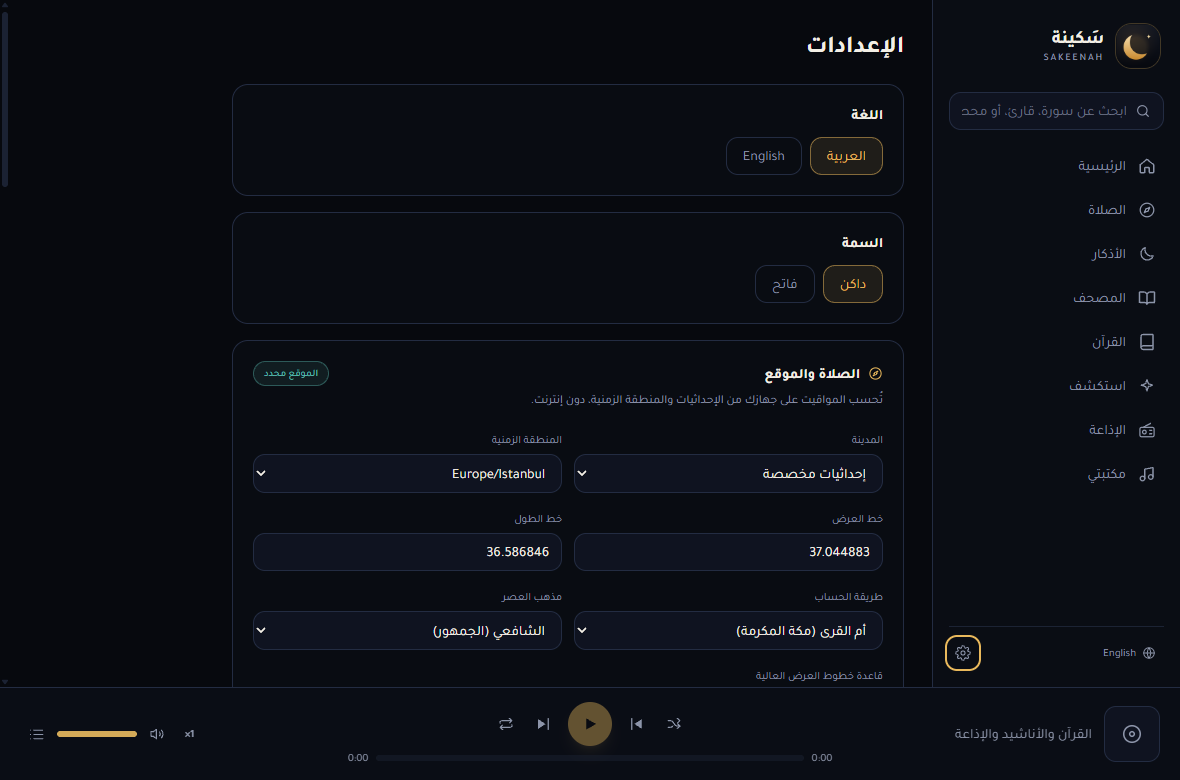 سَكينة
SAKEENAH
ابحث عن سورة، قارئ، أو محد
الرئيسية
الصلاة
الأذكار
المصحف
القرآن
استكشف
الإذاعة
مكتبتي
English
الإعدادات
اللغة
العربية
English
السمة
داكن
فاتح
الصلاة والموقع
الموقع محدد
تُحسب المواقيت على جهازك من الإحداثيات والمنطقة الزمنية، دون إنترنت.
المدينة
المنطقة الزمنية
إحداثيات مخصصة
Europe/Istanbul
خط العرض
خط الطول
37.044883
36.586846
طريقة الحساب
مذهب العصر
أم القرى (مكة المكرمة)
الشافعي (الجمهور)
قاعدة خطوط العرض العالية
القرآن والأناشيد والإذاعة
0:00
0:00
x1